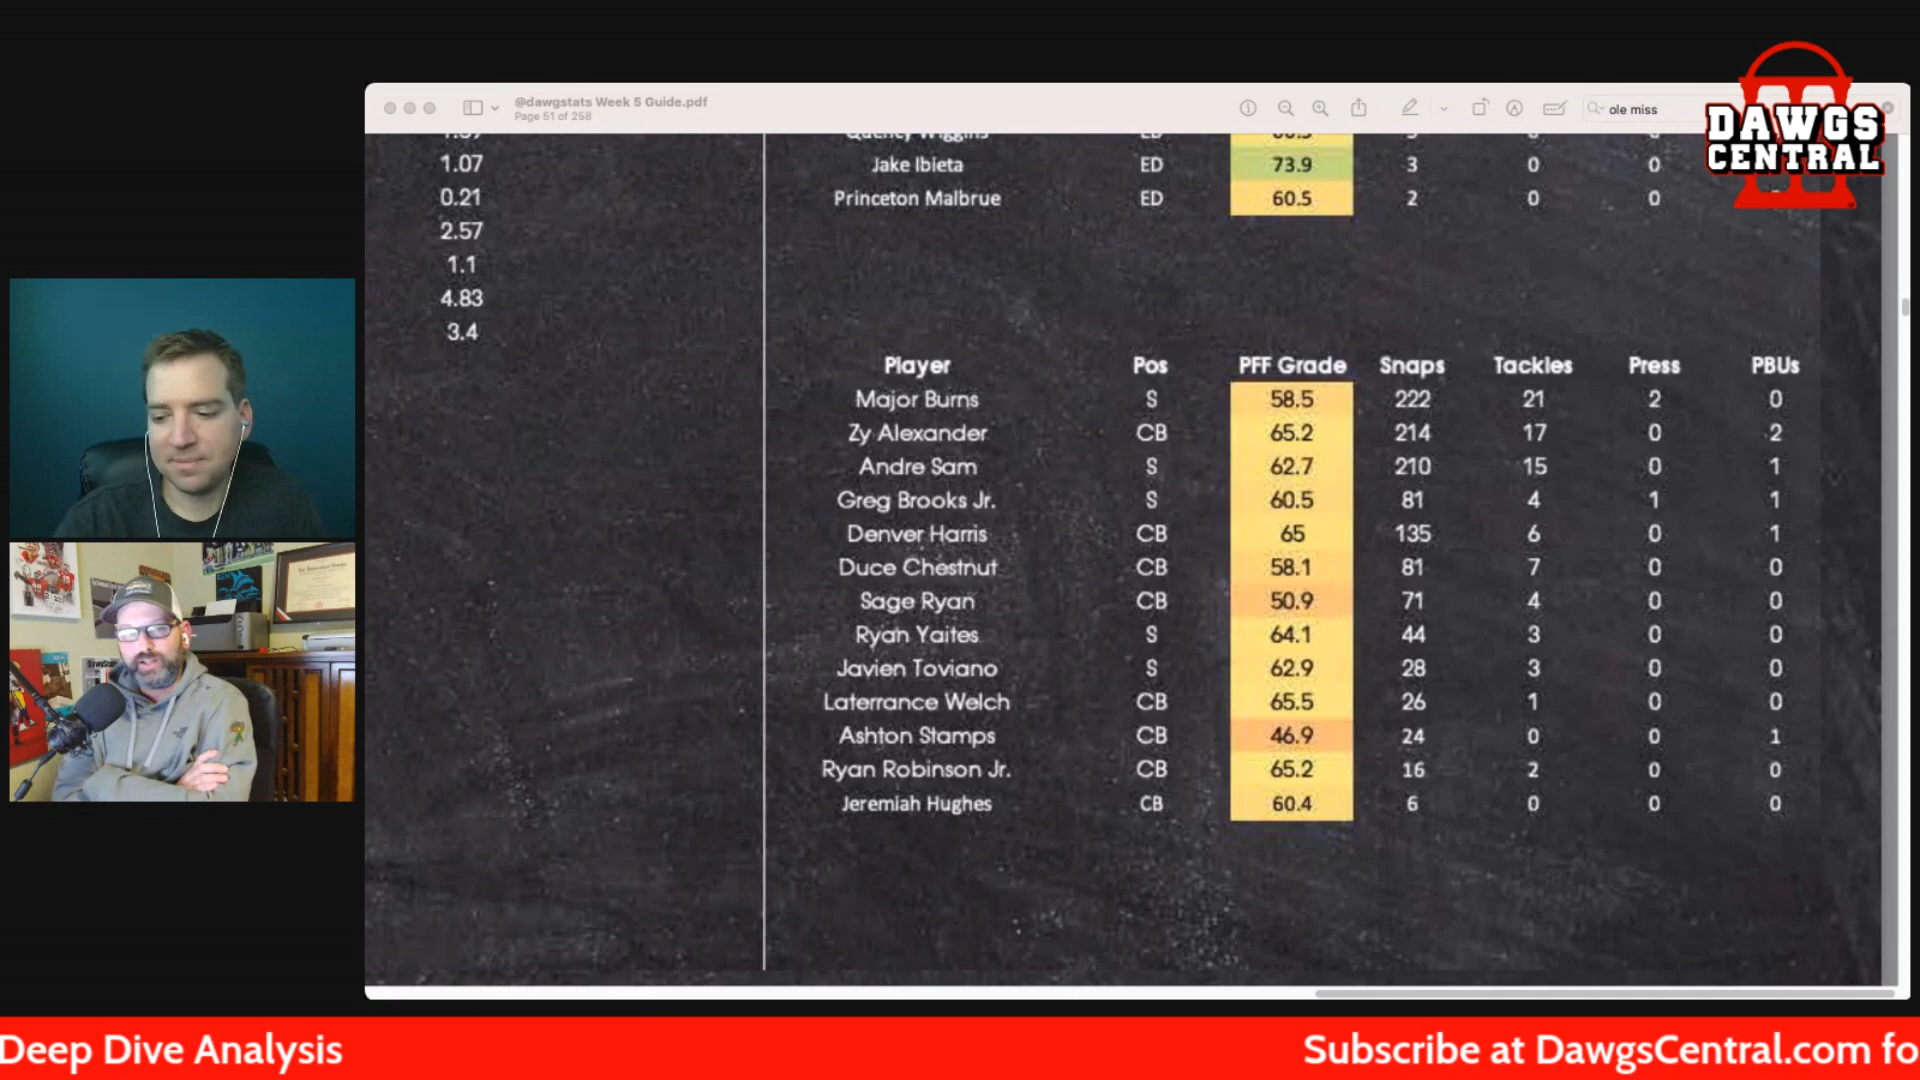 @dawgstats Week 5 Guide.pdf
Page 51 of 258
ole miss
DAWGS
CENTRAL
1.07 Jake Ibieta ED 73.9 3 0 0
0.21 Princeton Malbrue ED 60.5 2 0 0
2.57
1.1
4.83
3.4
Player Pos PFF Grade Snaps Tackles Press PBUs
Major Burns S 58.5 222 21 2 0
Zy Alexander CB 65.2 214 17 0 2
Andre Sam S 62.7 210 15 0 1
Greg Brooks Jr. S 60.5 81 4 1 1
Denver Harris CB 65 135 6 0 1
Duce Chestnut CB 58.1 81 7 0 0
Sage Ryan CB 50.9 71 4 0 0
Ryan Yaites S 64.1 44 3 0 0
Javien Toviano S 62.9 28 3 0 0
Laterrance Welch CB 65.5 26 1 0 0
Ashton Stamps CB 46.9 24 0 0 1
Ryan Robinson Jr. CB 65.2 16 2 0 0
Jeremiah Hughes CB 60.4 6 0 0 0
Deep Dive Analysis Subscribe at DawgsCentral.com fo